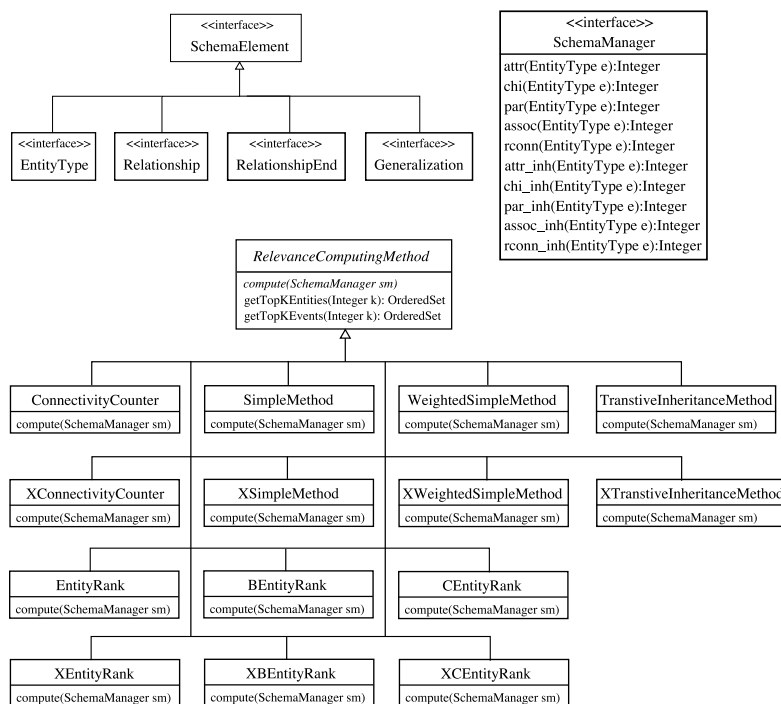 <<interface>>
SchemaElement
<<interface>>
EntityType
<<interface>>
Relationship
<<interface>>
RelationshipEnd
<<interface>>
Generalization
<<interface>>
SchemaManager
attr(EntityType e):Integer
chi(EntityType e):Integer
par(EntityType e):Integer
assoc(EntityType e):Integer
rconn(EntityType e):Integer
attr_inh(EntityType e):Integer
chi_inh(EntityType e):Integer
par_inh(EntityType e):Integer
assoc_inh(EntityType e):Integer
rconn_inh(EntityType e):Integer
RelevanceComputingMethod
compute(SchemaManager sm)
getTopKEntities(Integer k): OrderedSet
getTopKEvents(Integer k): OrderedSet
ConnectivityCounter
compute(SchemaManager sm)
SimpleMethod
compute(SchemaManager sm)
WeightedSimpleMethod
compute(SchemaManager sm)
TranstiveInheritanceMethod
compute(SchemaManager sm)
XConnectivityCounter
compute(SchemaManager sm)
XSimpleMethod
compute(SchemaManager sm)
XWeightedSimpleMethod
compute(SchemaManager sm)
XTranstiveInheritanceMethod
compute(SchemaManager sm)
EntityRank
compute(SchemaManager sm)
BEntityRank
compute(SchemaManager sm)
CEntityRank
compute(SchemaManager sm)
XEntityRank
compute(SchemaManager sm)
XBEntityRank
compute(SchemaManager sm)
XCEntityRank
compute(SchemaManager sm)